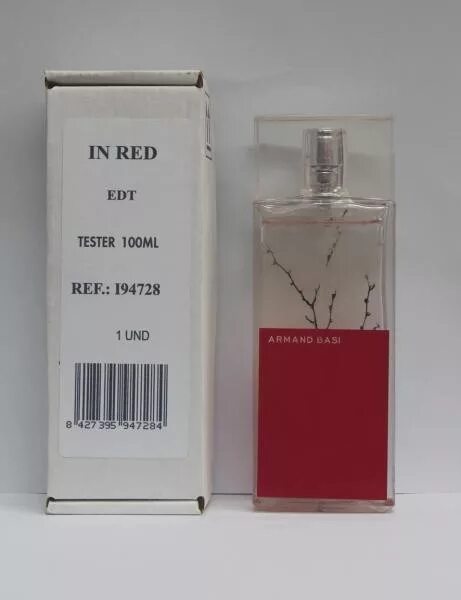 IN RED
EDT
TESTER 100ML
REF.: I94728
1 UND
8 427395 947284
ARMAND BASI